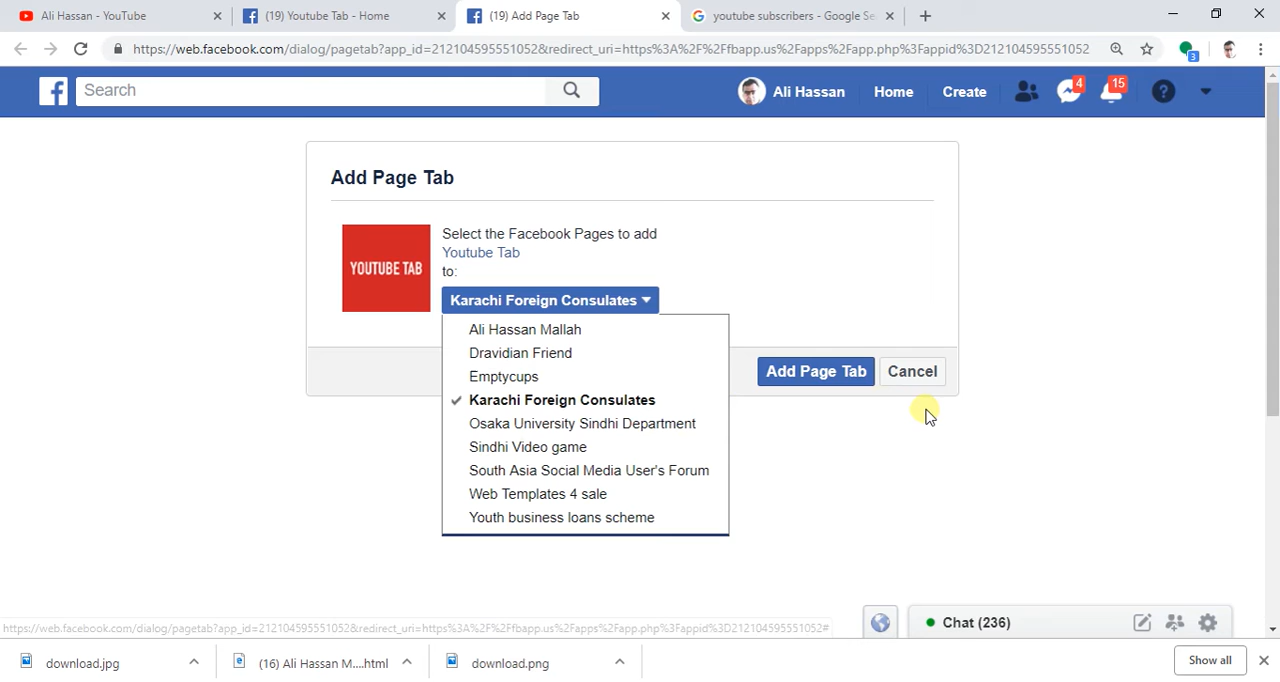 Ali Hassan - YouTube
(19) Youtube Tab - Home
(19) Add Page Tab
youtube subscribers - Google Se
https://web.facebook.com/dialog/pagetab?app_id=212104595551052&redirect_uri=https%3A%2F%2Ffbapp.us%2Fapps%2Fapp.php%3Fappid%3D212104595551052
3
Search
Ali Hassan
Home
Create
4
15
Add Page Tab
YOUTUBE TAB
Select the Facebook Pages to add
Youtube Tab
to:
Karachi Foreign Consulates
Ali Hassan Mallah
Dravidian Friend
Emptycups
Karachi Foreign Consulates
Osaka University Sindhi Department
Sindhi Video game
South Asia Social Media User's Forum
Web Templates 4 sale
Youth business loans scheme
Add Page Tab
Cancel
https://web.facebook.com/dialog/pagetab?app_id=212104595551052&redirect_uri=https%3A%2F%2Ffbapp.us%2Fapps%2Fapp.php%3Fappid%3D212104595551052#
Chat (236)
download.jpg
(16) Ali Hassan M....html
download.png
Show all